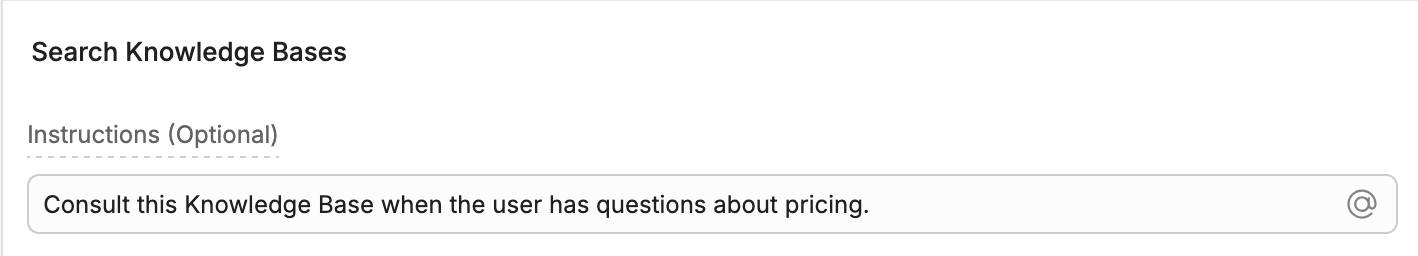 Search Knowledge Bases
Instructions (Optional)
Consult this Knowledge Base when the user has questions about pricing. @